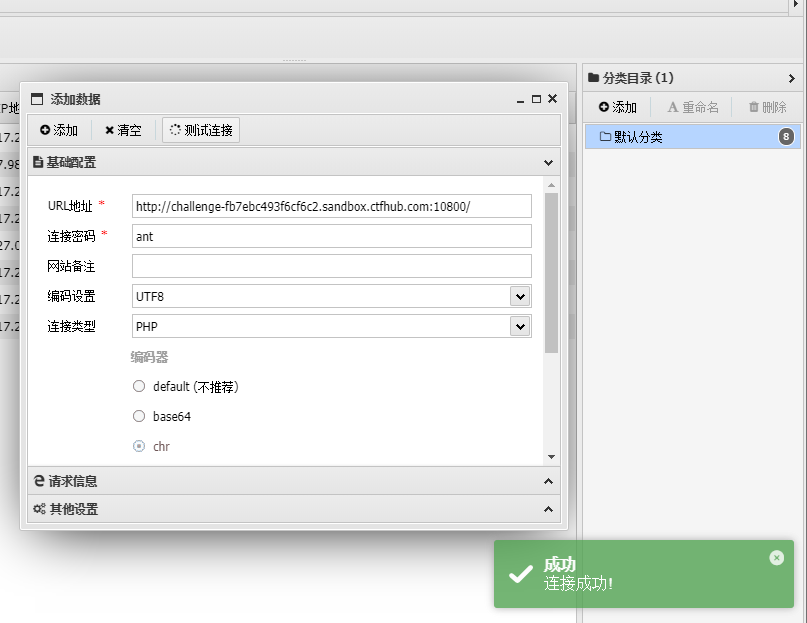 添加数据
添加 清空 测试连接
基础配置
URL地址 * http://challenge-fb7ebc493f6cf6c2.sandbox.ctfhub.com:10800/
连接密码 * ant
网站备注
编码设置 UTF8
连接类型 PHP
编码器
default (不推荐)
base64
chr
请求信息
其他设置
P地
17.2
7.98
17.2
17.2
27.0
17.2
17.2
17.2
分类目录 (1)
添加 重命名 删除
默认分类 8
成功
连接成功!